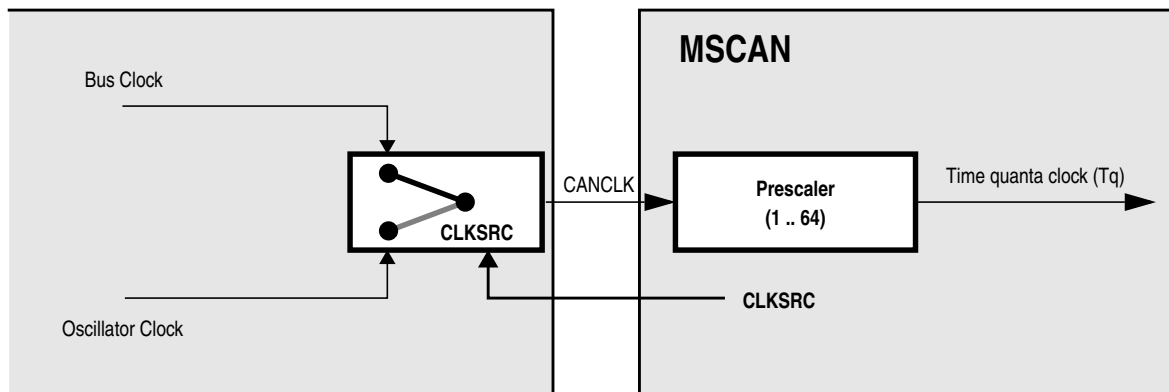 MSCAN
Bus Clock
CANCLK
Prescaler
(1 .. 64)
Time quanta clock (Tq)
CLKSRC
CLKSRC
Oscillator Clock